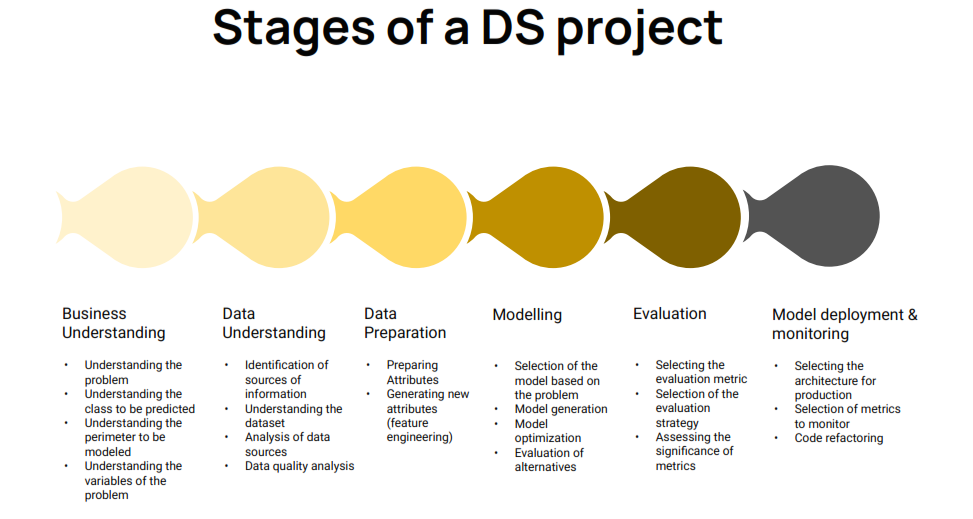 Stages of a DS project
Business
Understanding
• Understanding the
problem
• Understanding the
class to be predicted
• Understanding the
perimeter to be
modeled
• Understanding the
variables of the
problem
Data
Understanding
• Identification of
sources of
information
• Understanding the
dataset
• Analysis of data
sources
• Data quality analysis
Data
Preparation
• Preparing
Attributes
• Generating new
attributes
(feature
engineering)
Modelling
• Selection of the
model based on
the problem
• Model generation
• Model
optimization
• Evaluation of
alternatives
Evaluation
• Selecting the
evaluation metric
• Selection of the
evaluation
strategy
• Assessing the
significance of
metrics
Model deployment &
monitoring
• Selecting the
architecture for
production
• Selection of metrics
to monitor
• Code refactoring